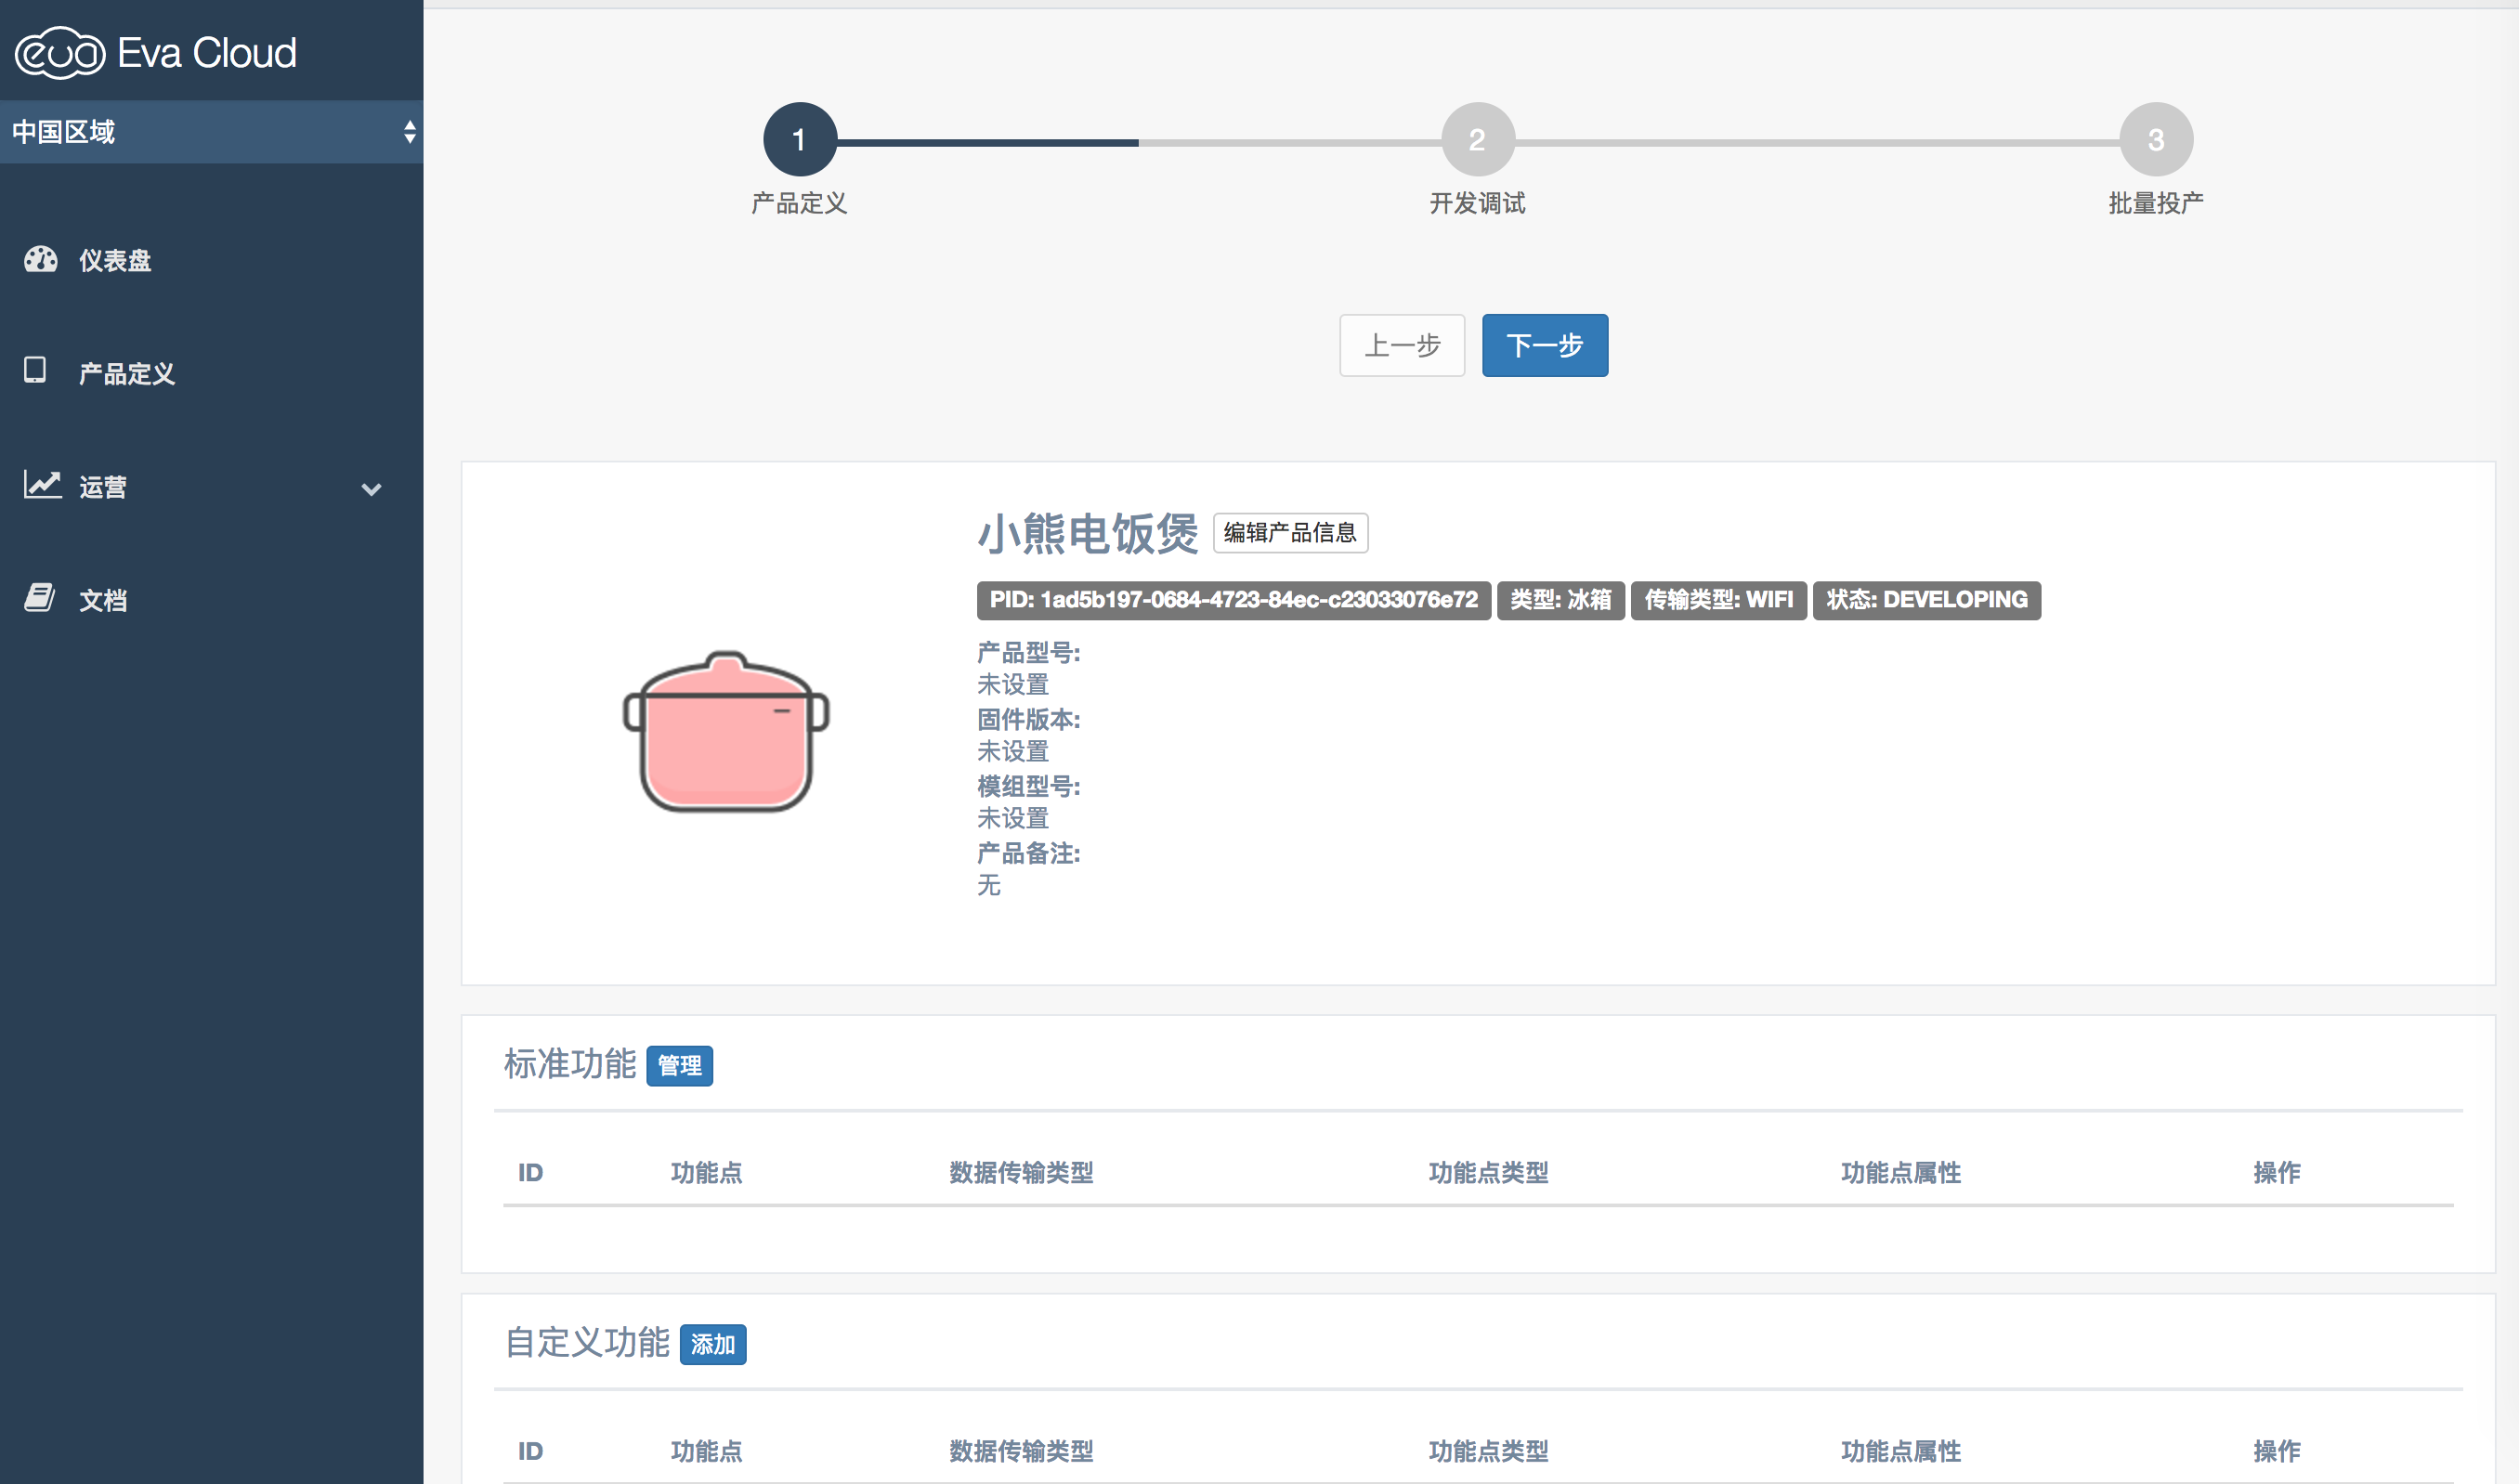 eva Eva Cloud
中国区域
仪表盘
产品定义
运营
文档
1 2 3
产品定义 开发调试 批量投产
上一步 下一步
小熊电饭煲 编辑产品信息
PID: 1ad5b197-0684-4723-84ec-c23033076e72 类型: 冰箱 传输类型: WIFI 状态: DEVELOPING
产品型号:
未设置
固件版本:
未设置
模组型号:
未设置
产品备注:
无
标准功能 管理
ID 功能点 数据传输类型 功能点类型 功能点属性 操作
自定义功能 添加
ID 功能点 数据传输类型 功能点类型 功能点属性 操作